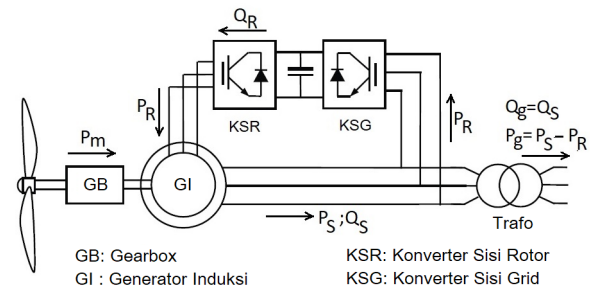 Q_R
P_R
KSR
KSG
P_R
Q_g=Q_S
P_g=P_S-P_R
P_m
GB
GI
P_S;Q_S
Trafo
GB: Gearbox
KSR: Konverter Sisi Rotor
GI : Generator Induksi
KSG: Konverter Sisi Grid